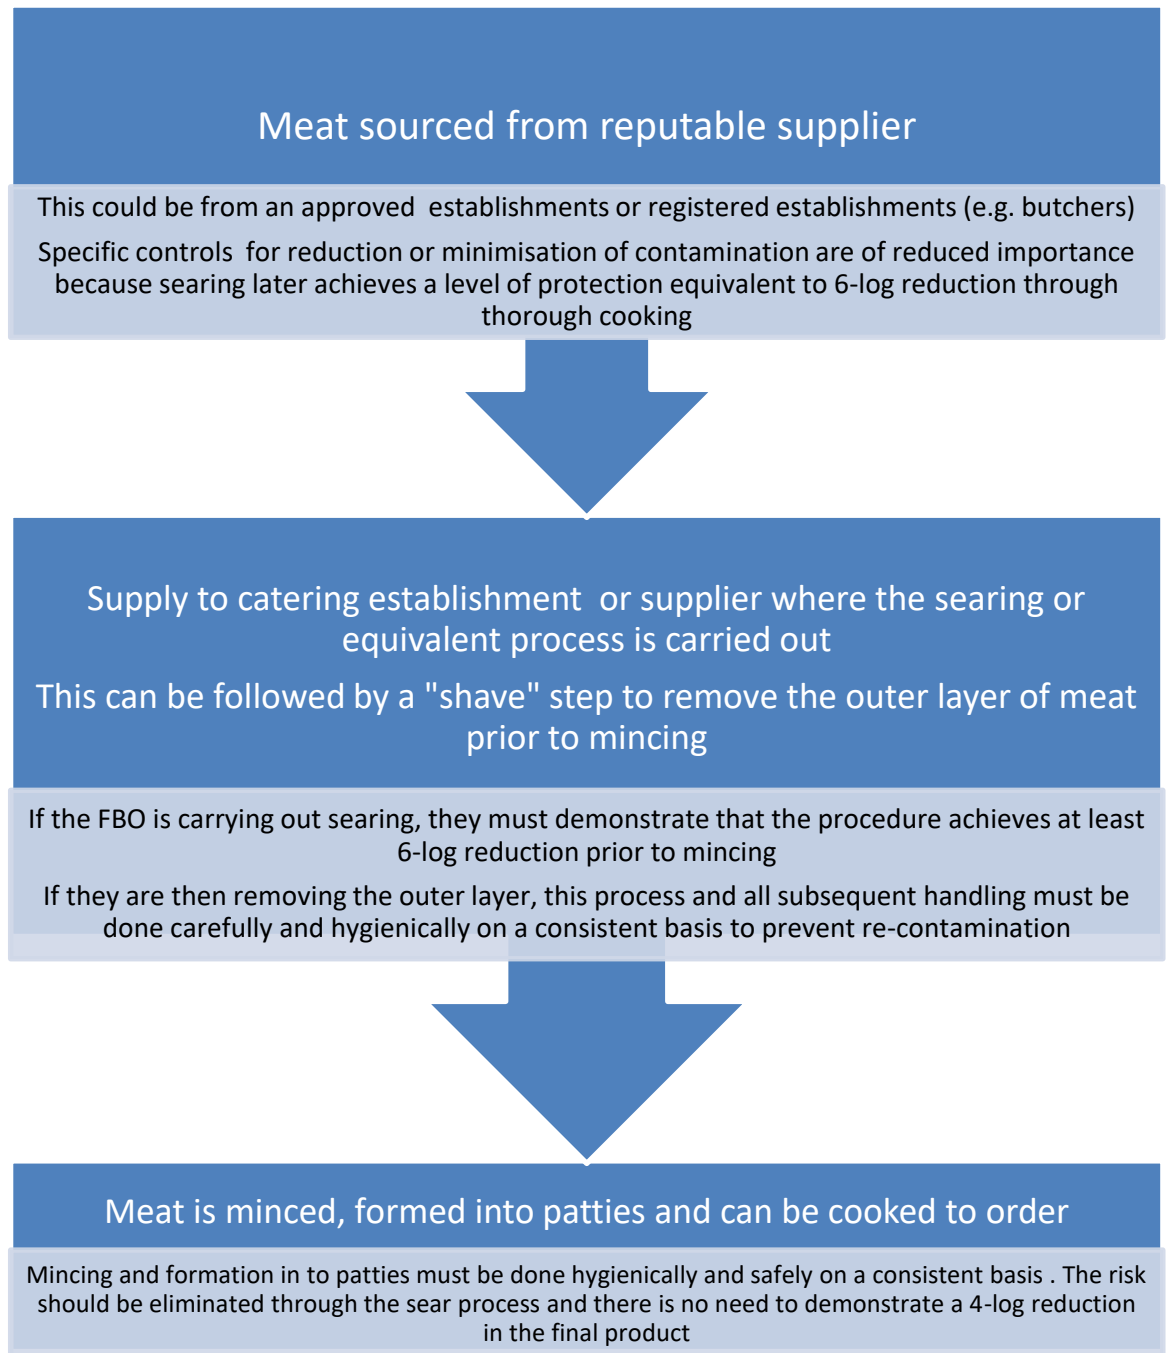 Meat sourced from reputable supplier
This could be from an approved establishments or registered establishments (e.g. butchers)
Specific controls for reduction or minimisation of contamination are of reduced importance
because searing later achieves a level of protection equivalent to 6-log reduction through
thorough cooking
Supply to catering establishment or supplier where the searing or
equivalent process is carried out
This can be followed by a "shave" step to remove the outer layer of meat
prior to mincing
If the FBO is carrying out searing, they must demonstrate that the procedure achieves at least
6-log reduction prior to mincing
If they are then removing the outer layer, this process and all subsequent handling must be
done carefully and hygienically on a consistent basis to prevent re-contamination
Meat is minced, formed into patties and can be cooked to order
Mincing and formation in to patties must be done hygienically and safely on a consistent basis . The risk
should be eliminated through the sear process and there is no need to demonstrate a 4-log reduction
in the final product